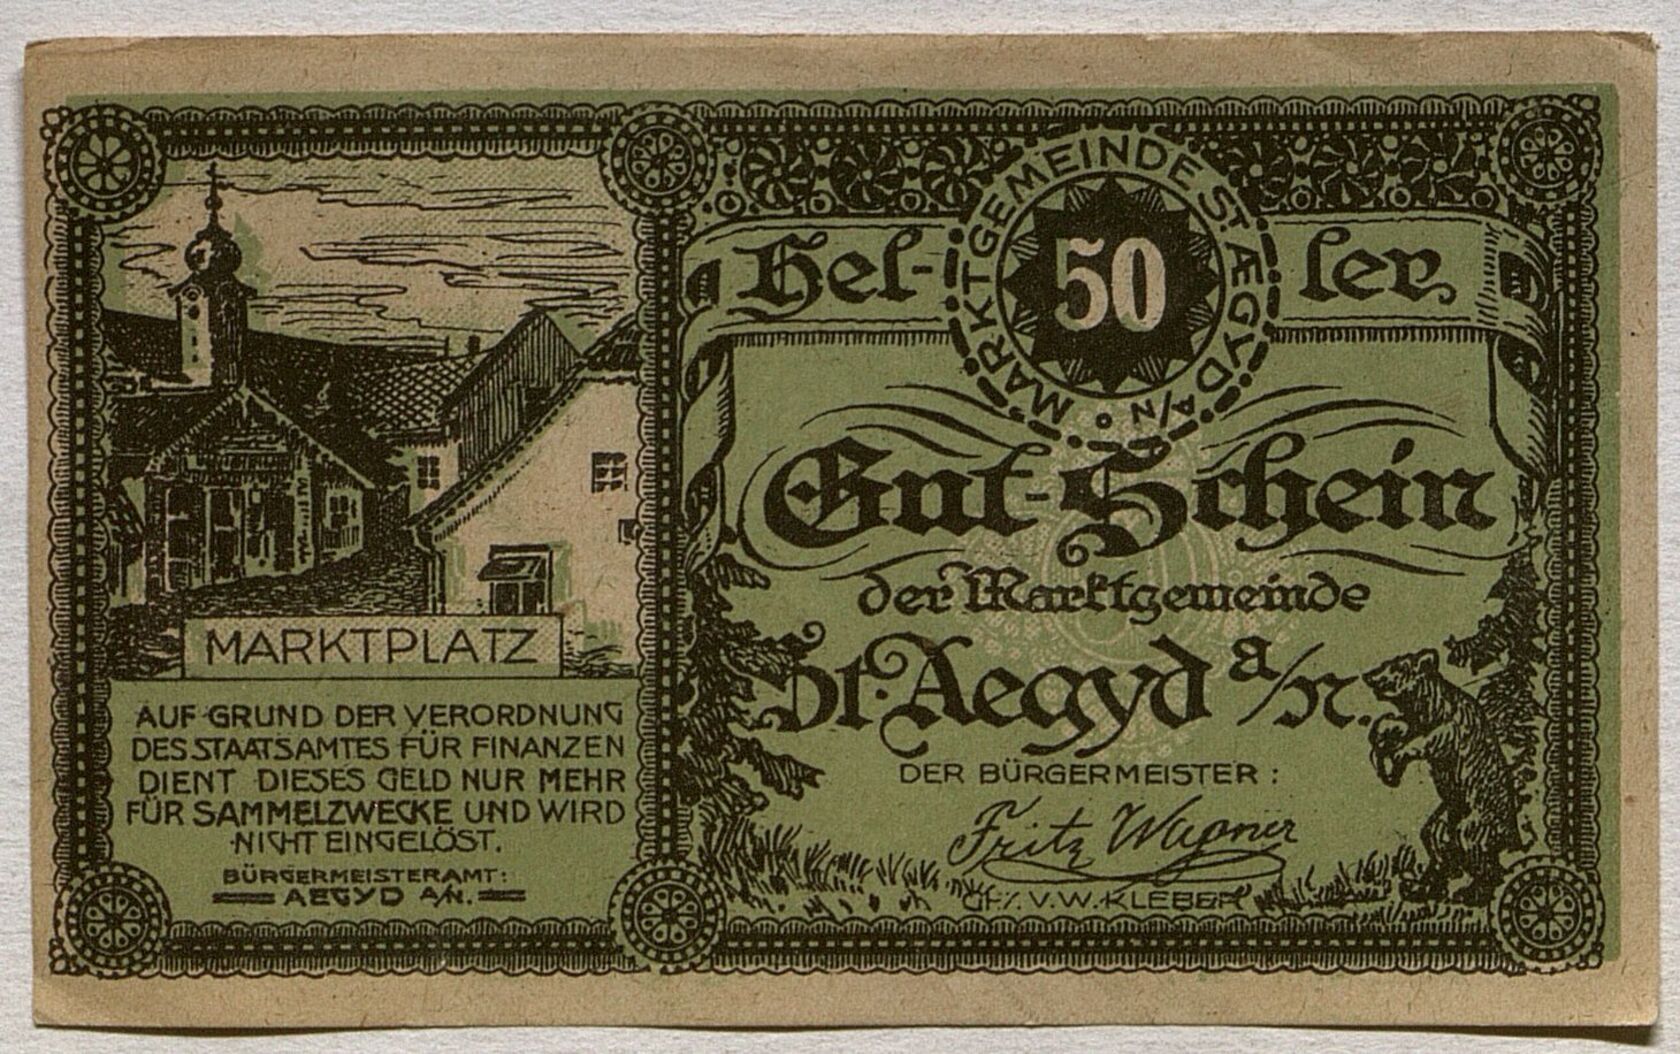 MARKTPLATZ
AUF GRUND DER VERORDNUNG
DES STAATSAMTES FÜR FINANZEN
DIENT DIESES GELD NUR MEHR
FÜR SAMMELZWECKE UND WIRD
NICHT EINGELÖST.
BÜRGERMEISTERAMT:
AEGYD A/N.
MARKTGEMEINDE ST. ÆGYD A/N.
Hel- 50 ler
Gut-Schein
der Marktgemeinde
St. Aegyd a/N.
DER BÜRGERMEISTER:
Fritz Wagner
V. W. KLEBER